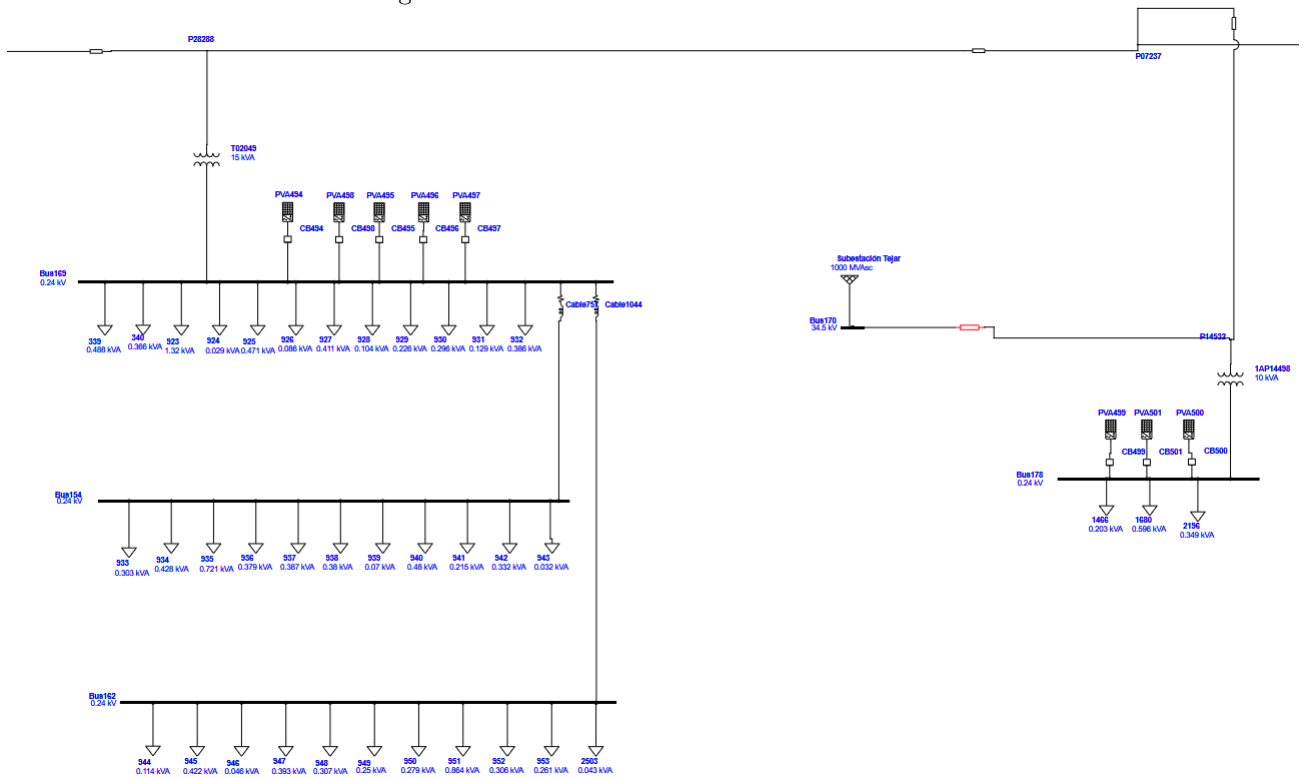 g
P28288
P07237
T02049
15 kVA
PVA494
PVA498
PVA495
PVA496
PVA497
CB494
CB498
CB495
CB496
CB497
Bus169
0.24 kV
Cable757
Cable1044
339
0.488 kVA
340
0.366 kVA
923
1.32 kVA
924
0.029 kVA
925
0.471 kVA
926
0.086 kVA
927
0.411 kVA
928
0.104 kVA
929
0.226 kVA
930
0.296 kVA
931
0.129 kVA
932
0.386 kVA
Subestación Tejar
1000 MVAsc
Bus170
34.5 kV
P14532
1AP14498
10 kVA
PVA499
PVA501
PVA500
CB499
CB501
CB500
Bus178
0.24 kV
1466
0.203 kVA
1680
0.596 kVA
2196
0.349 kVA
Bus154
0.24 kV
933
0.303 kVA
934
0.428 kVA
935
0.721 kVA
936
0.379 kVA
937
0.387 kVA
938
0.38 kVA
939
0.07 kVA
940
0.48 kVA
941
0.215 kVA
942
0.332 kVA
943
0.032 kVA
Bus162
0.24 kV
944
0.114 kVA
945
0.422 kVA
946
0.046 kVA
947
0.393 kVA
948
0.307 kVA
949
0.25 kVA
950
0.279 kVA
951
0.864 kVA
952
0.306 kVA
953
0.261 kVA
2503
0.043 kVA